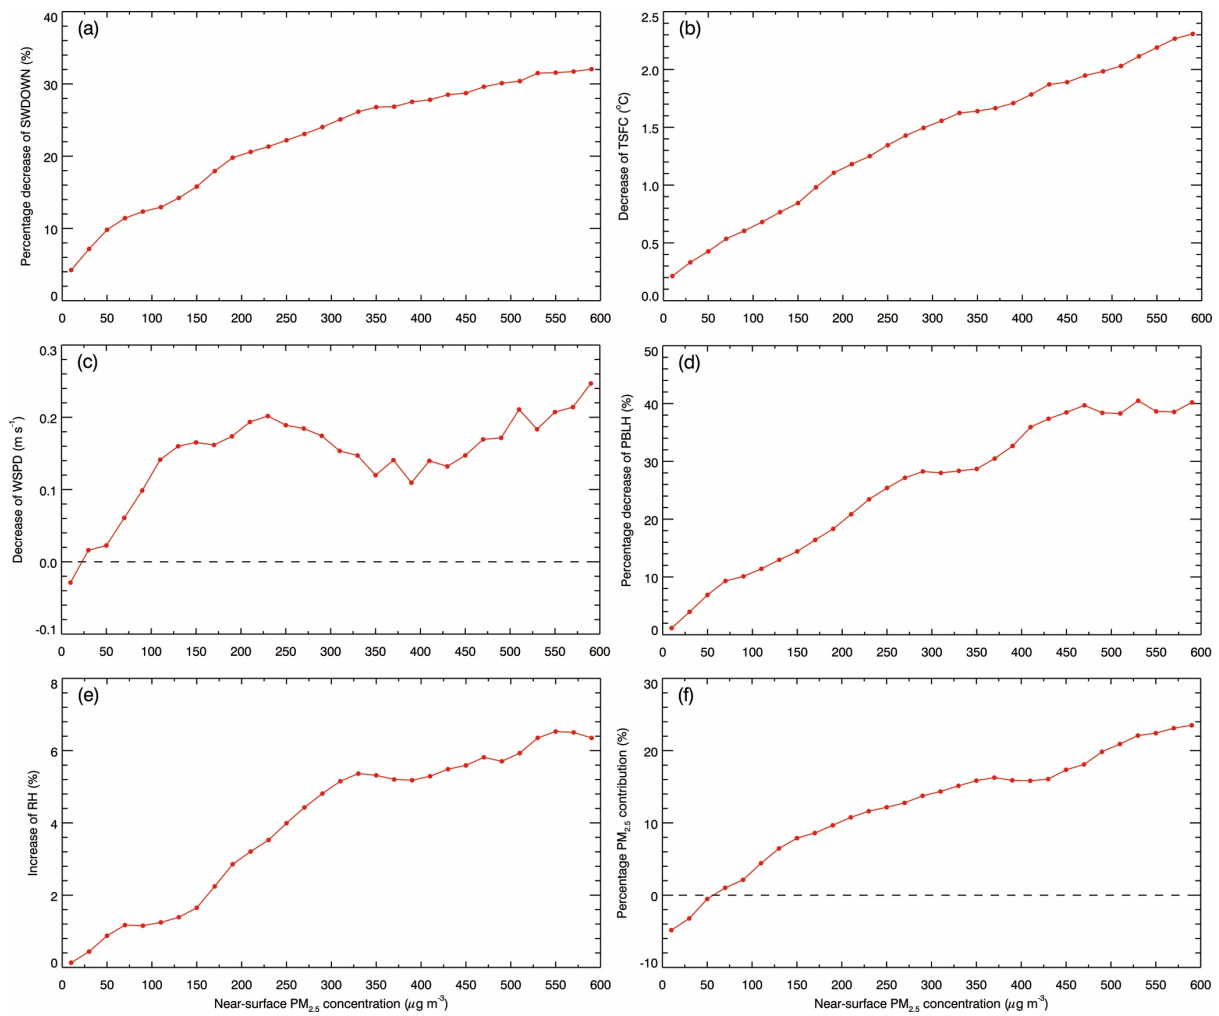 (a)
Percentage decrease of SWDOWN (%)
40
30
20
10
0
0 50 100 150 200 250 300 350 400 450 500 550 600
(b)
Decrease of TSFC (°C)
2.5
2.0
1.5
1.0
0.5
0.0
0 50 100 150 200 250 300 350 400 450 500 550 600
(c)
Decrease of WSPD (m s⁻¹)
0.3
0.2
0.1
0.0
-0.1
0 50 100 150 200 250 300 350 400 450 500 550 600
(d)
Percentage decrease of PBLH (%)
50
40
30
20
10
0
0 50 100 150 200 250 300 350 400 450 500 550 600
(e)
Increase of RH (%)
8
6
4
2
0
0 50 100 150 200 250 300 350 400 450 500 550 600
Near-surface PM₂.₅ concentration (μg m⁻³)
(f)
Percentage PM₂.₅ contribution (%)
30
20
10
0
-10
0 50 100 150 200 250 300 350 400 450 500 550 600
Near-surface PM₂.₅ concentration (μg m⁻³)